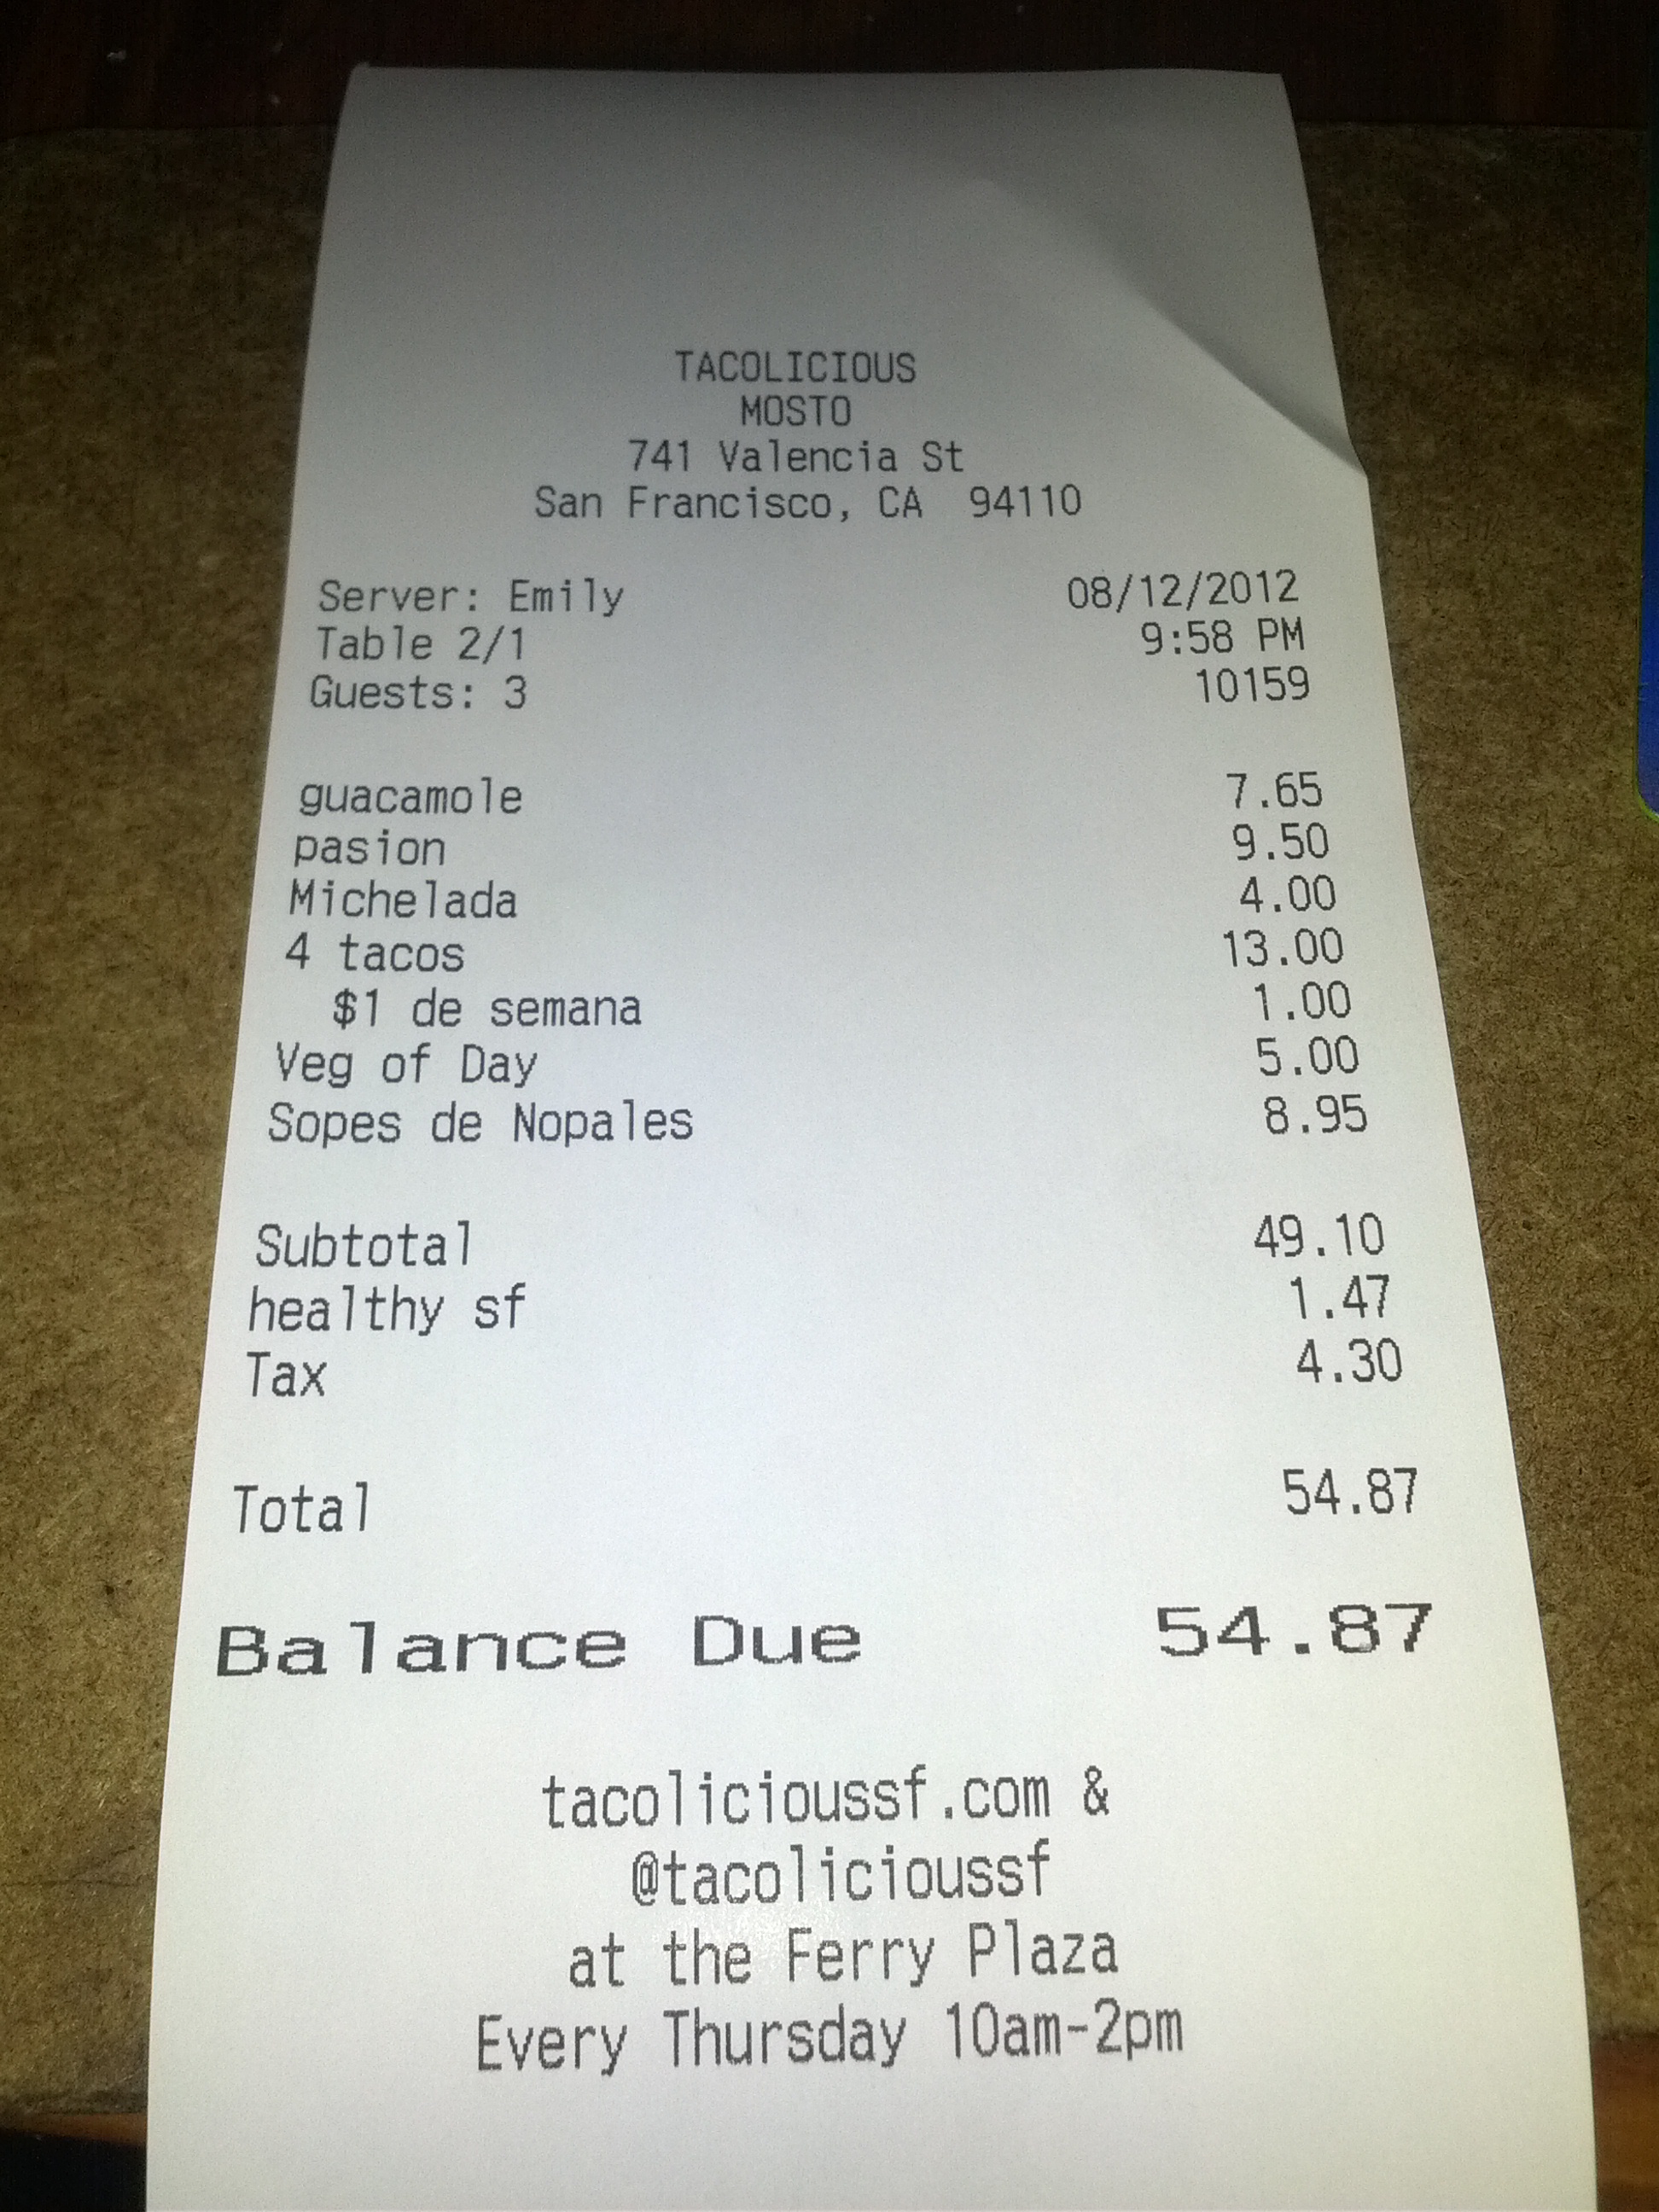 TACOLICIOUS
MOSTO
741 Valencia St
San Francisco, CA  94110
Server: Emily 08/12/2012
Table 2/1 9:58 PM
Guests: 3 10159
guacamole 7.65
pasion 9.50
Michelada 4.00
4 tacos 13.00
$1 de semana 1.00
Veg of Day 5.00
Sopes de Nopales 8.95
Subtotal 49.10
healthy sf 1.47
Tax 4.30
Total 54.87
Balance Due 54.87
tacolicioussf.com &
@tacolicioussf
at the Ferry Plaza
Every Thursday 10am-2pm